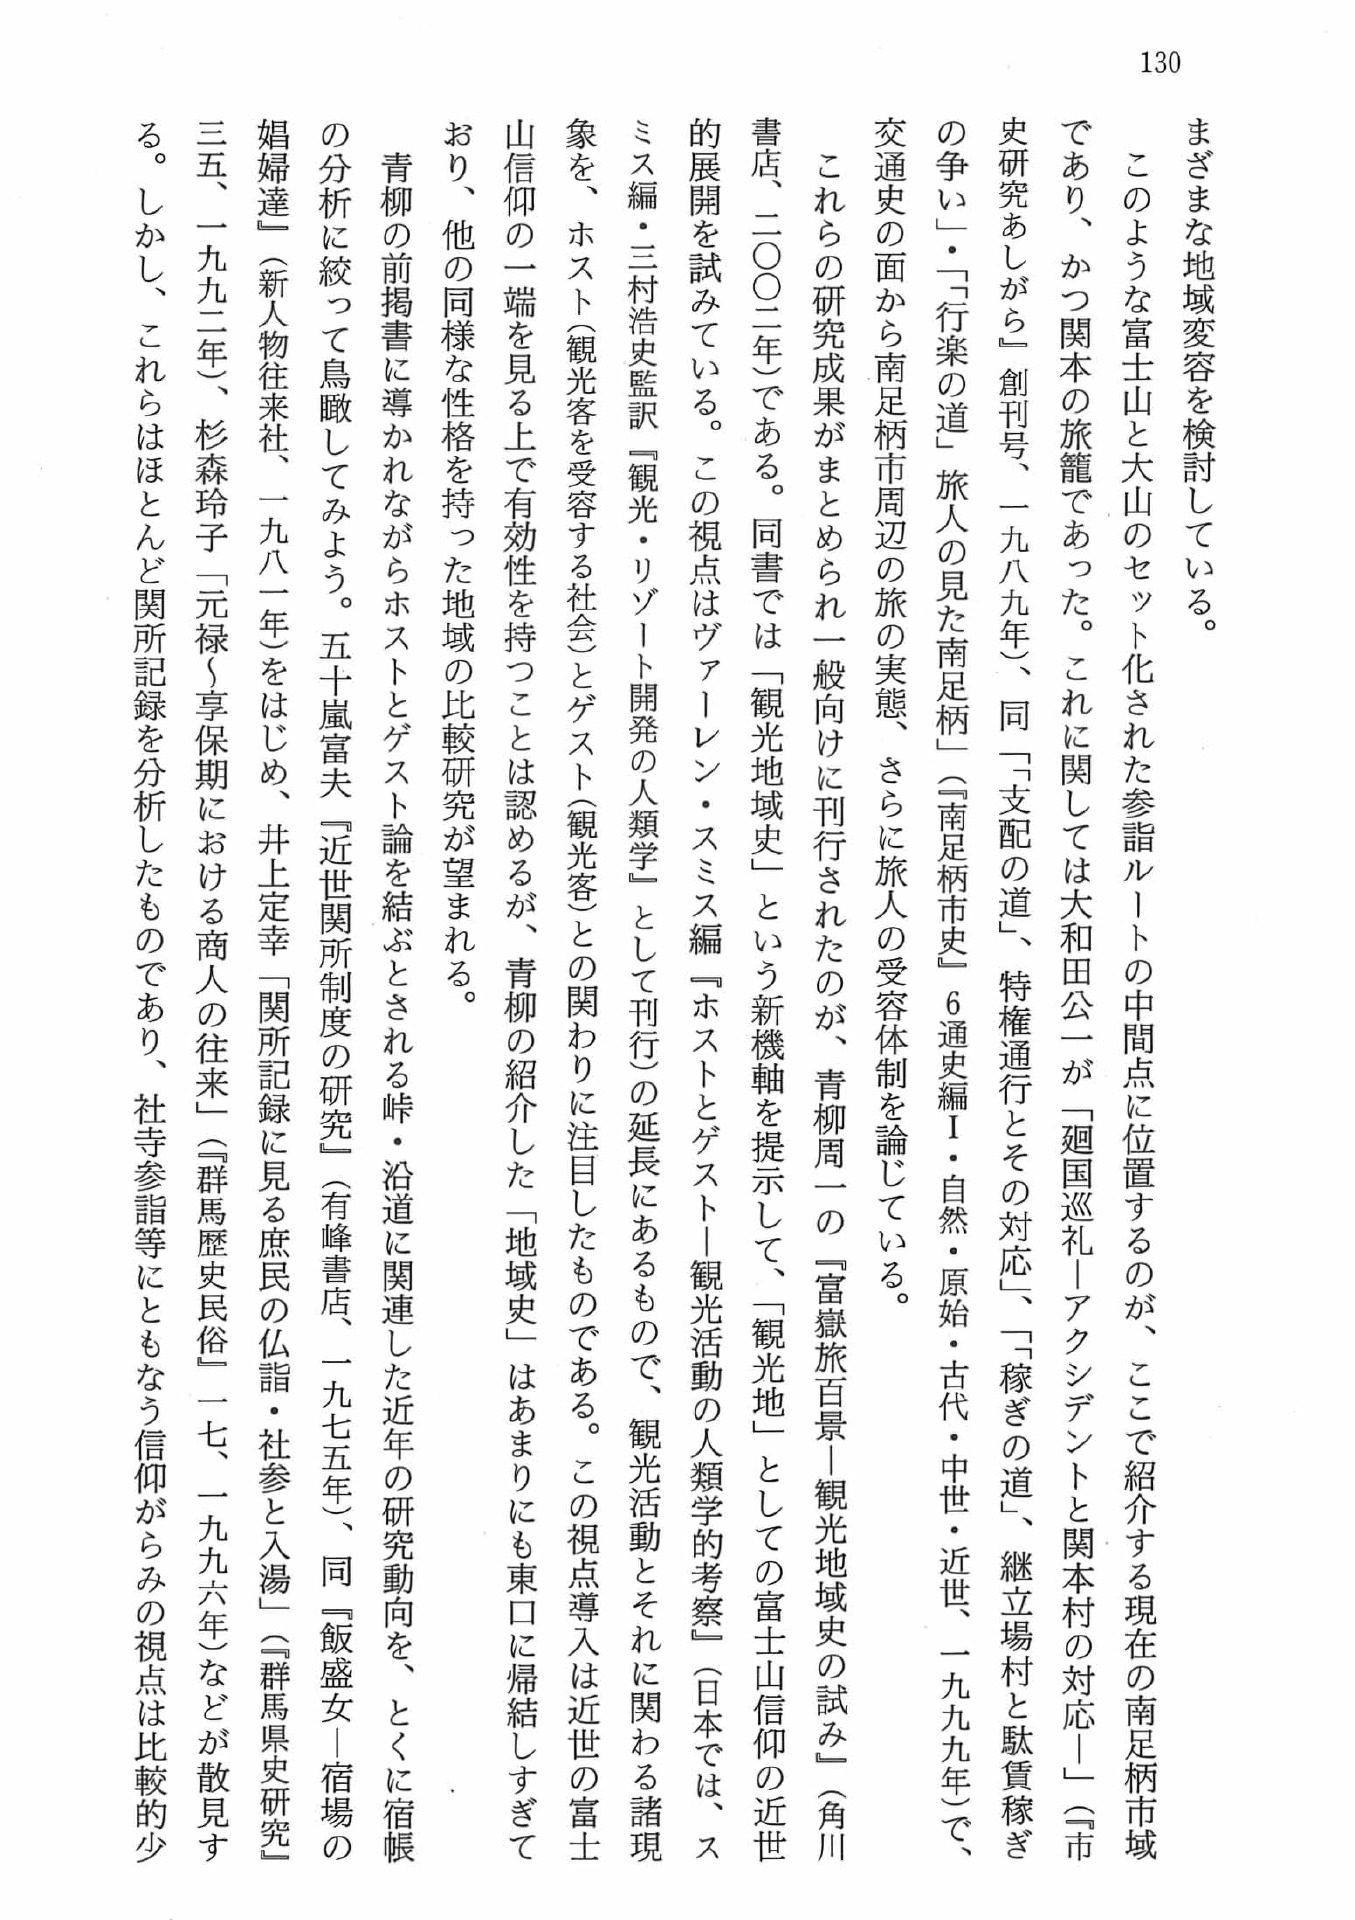 130
まざまな地域変容を検討している。
このような富士山と大山のセット化された参詣ルートの中間点に位置するのが、ここで紹介する現在の南足柄市域
であり、かつ関本の旅籠であった。これに関しては大和田公一が「廻国巡礼―アクシデントと関本村の対応―」(『市
史研究あしがら』創刊号、一九八九年)、同「「支配の道」、特権通行とその対応」、「「稼ぎの道」、継立場村と駄賃稼ぎ
の争い」・「「行楽の道」旅人の見た南足柄」(『南足柄市史』6通史編Ⅰ・自然・原始・古代・中世・近世、一九九九年)で、
交通史の面から南足柄市周辺の旅の実態、さらに旅人の受容体制を論じている。
これらの研究成果がまとめられ一般向けに刊行されたのが、青柳周一の『富嶽旅百景―観光地域史の試み』(角川
書店、二〇〇二年)である。同書では「観光地域史」という新機軸を提示して、「観光地」としての富士山信仰の近世
的展開を試みている。この視点はヴァーレン・スミス編『ホストとゲスト―観光活動の人類学的考察』(日本では、ス
ミス編・三村浩史監訳『観光・リゾート開発の人類学』として刊行)の延長にあるもので、観光活動とそれに関わる諸現
象を、ホスト(観光客を受容する社会)とゲスト(観光客)との関わりに注目したものである。この視点導入は近世の富士
山信仰の一端を見る上で有効性を持つことは認めるが、青柳の紹介した「地域史」はあまりにも東口に帰結しすぎて
おり、他の同様な性格を持った地域の比較研究が望まれる。
青柳の前掲書に導かれながらホストとゲスト論を結ぶとされる峠・沿道に関連した近年の研究動向を、とくに宿帳
の分析に絞って鳥瞰してみよう。五十嵐富夫『近世関所制度の研究』(有峰書店、一九七五年)、同『飯盛女―宿場の
娼婦達』(新人物往来社、一九八一年)をはじめ、井上定幸「関所記録に見る庶民の仏詣・社参と入湯」(『群馬県史研究』
三五、一九九二年)、杉森玲子「元禄〜享保期における商人の往来」(『群馬歴史民俗』一七、一九九六年)などが散見す
る。しかし、これらはほとんど関所記録を分析したものであり、社寺参詣等にともなう信仰がらみの視点は比較的少